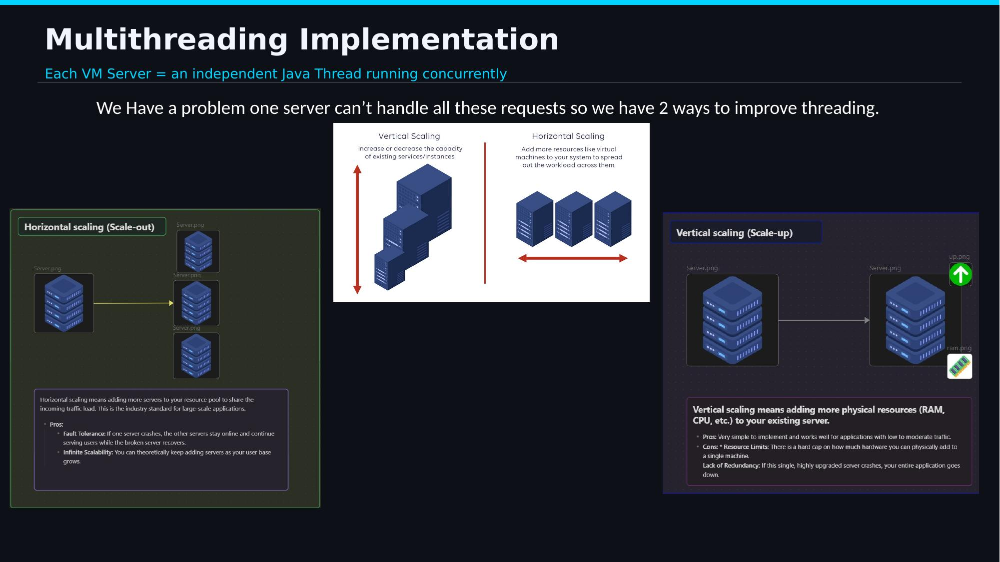 Multithreading Implementation
Each VM Server = an independent Java Thread running concurrently
We Have a problem one server can’t handle all these requests so we have 2 ways to improve threading.
Vertical Scaling
Increase or decrease the capacity
of existing services/instances.
Horizontal Scaling
Add more resources like virtual
machines to your system to spread
out the workload across them.
Horizontal scaling (Scale-out)
Server.png
Server.png
Server.png
Server.png
Horizontal scaling means adding more servers to your resource pool to share the
incoming traffic load. This is the industry standard for large-scale applications.
• Pros:
• Fault Tolerance: If one server crashes, the other servers stay online and continue
serving users while the broken server recovers.
• Infinite Scalability: You can theoretically keep adding servers as your user base
grows.
Vertical scaling (Scale-up)
up.png
Server.png
Server.png
ram.png
Vertical scaling means adding more physical resources (RAM,
CPU, etc.) to your existing server.
• Pros: Very simple to implement and works well for applications with low to moderate traffic.
• Cons: * Resource Limits: There is a hard cap on how much hardware you can physically add to
a single machine.
Lack of Redundancy: If this single, highly upgraded server crashes, your entire application goes
down.